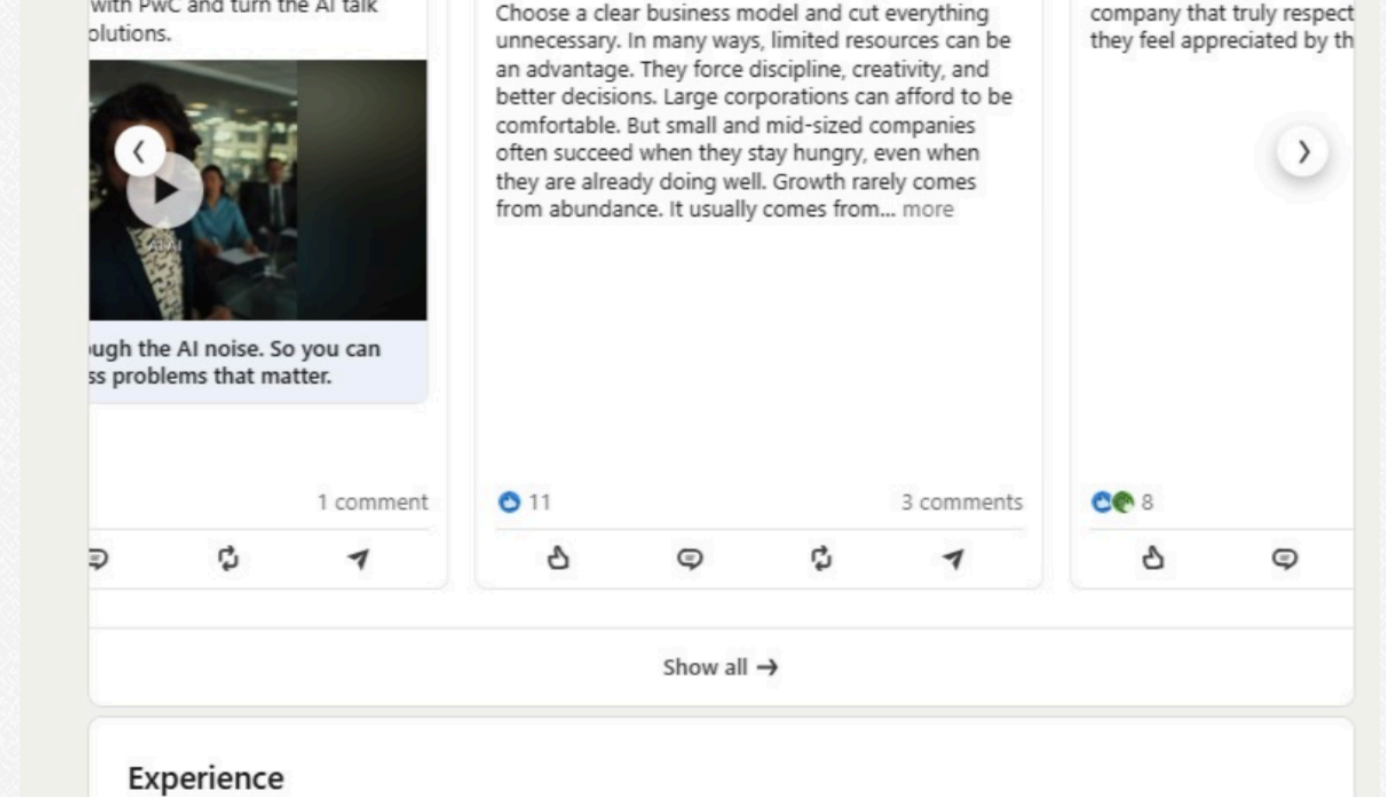 with PwC and turn the AI talk
olutions.
ough the AI noise. So you can
ss problems that matter.
1 comment
Choose a clear business model and cut everything
unnecessary. In many ways, limited resources can be
an advantage. They force discipline, creativity, and
better decisions. Large corporations can afford to be
comfortable. But small and mid-sized companies
often succeed when they stay hungry, even when
they are already doing well. Growth rarely comes
from abundance. It usually comes from... more
11
3 comments
company that truly respect
they feel appreciated by th
8
Show all →
Experience